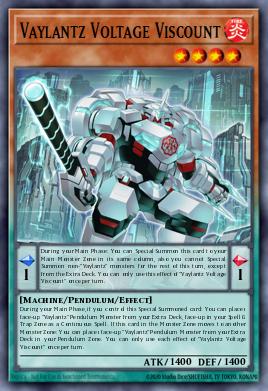 VAYLANTZ VOLTAGE VISCOUNT
FIRE
炎
During your Main Phase: You can Special Summon this card to your
Main Monster Zone in its same column, also you cannot Special
Summon non-"Vaylantz" monsters for the rest of this turn, except
from the Extra Deck. You can only use this effect of "Vaylantz Voltage
Viscount" once per turn.
1
1
[Machine/Pendulum/Effect]
During your Main Phase, if you control this Special Summoned card: You can place
face-up "Vaylantz" Pendulum Monster from your Extra Deck, face-up in your Spell &
Trap Zone as a Continuous Spell. If this card in the Monster Zone moves to another
Monster Zone: You can place 1 face-up "Vaylantz" Pendulum Monster from your Extra
Deck in your Pendulum Zone. You can only use each effect of "Vaylantz Voltage
Viscount" once per turn.
ATK/1400 DEF/1400